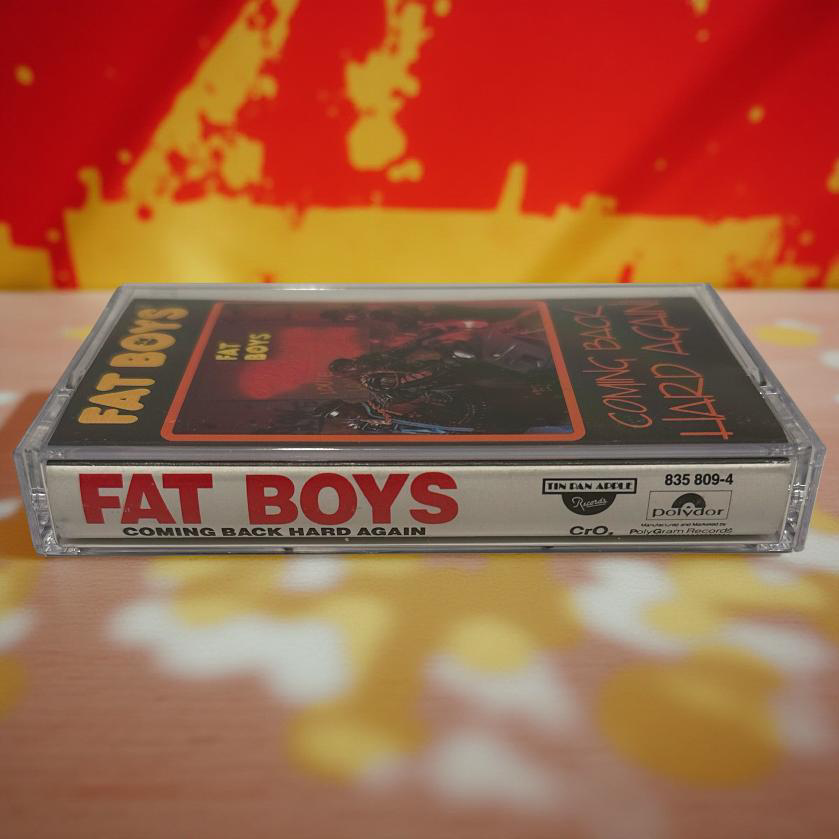 FAT BOYS
FAT
BOYS
COMING BACK
HARD AGAIN
FAT BOYS
COMING BACK HARD AGAIN
TIN PAN APPLE
Records
CrO₂
835 809-4
polydor
Manufactured and Marketed by
PolyGram Records